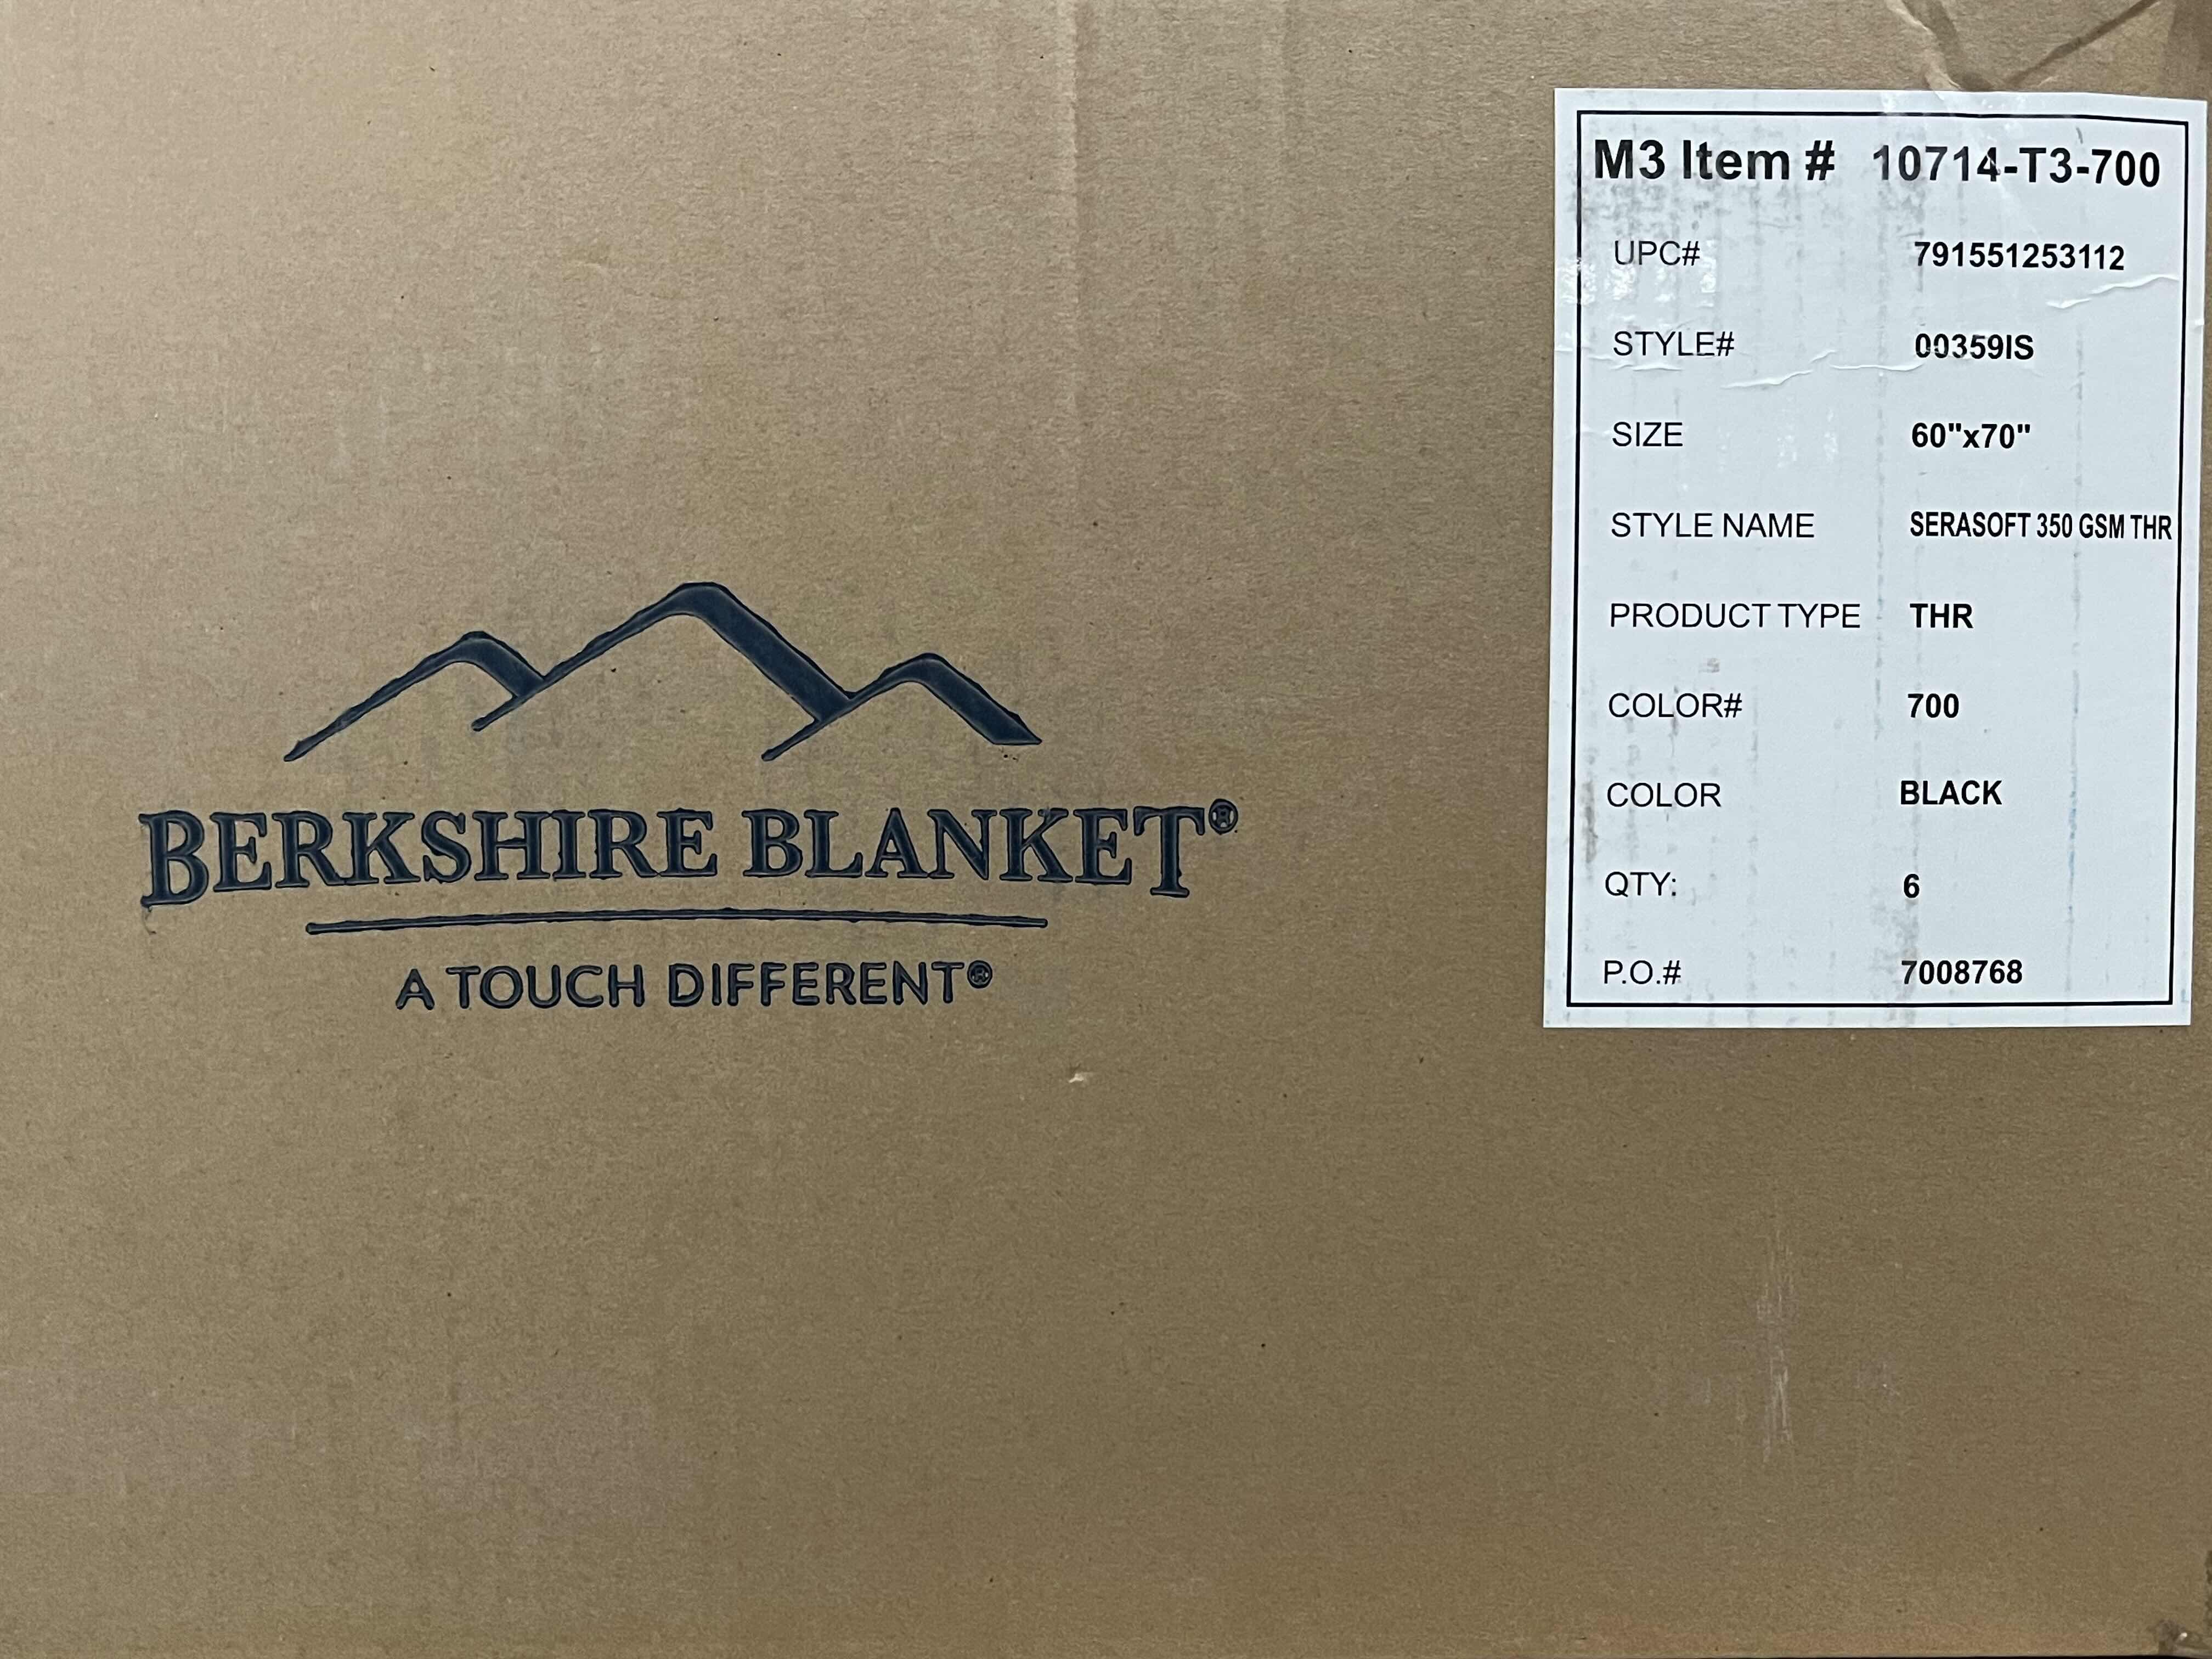 BERKSHIRE BLANKET®
A TOUCH DIFFERENT®
M3 Item # 10714-T3-700
UPC# 791551253112
STYLE# 00359IS
SIZE 60"x70"
STYLE NAME SERASOFT 350 GSM THR
PRODUCT TYPE THR
COLOR# 700
COLOR BLACK
QTY: 6
P.O.# 7008768